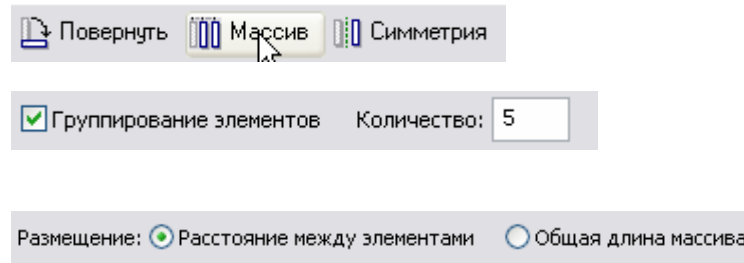 Повернуть Массив Симметрия
Группирование элементов Количество: 5
Размещение: Расстояние между элементами Общая длина массива